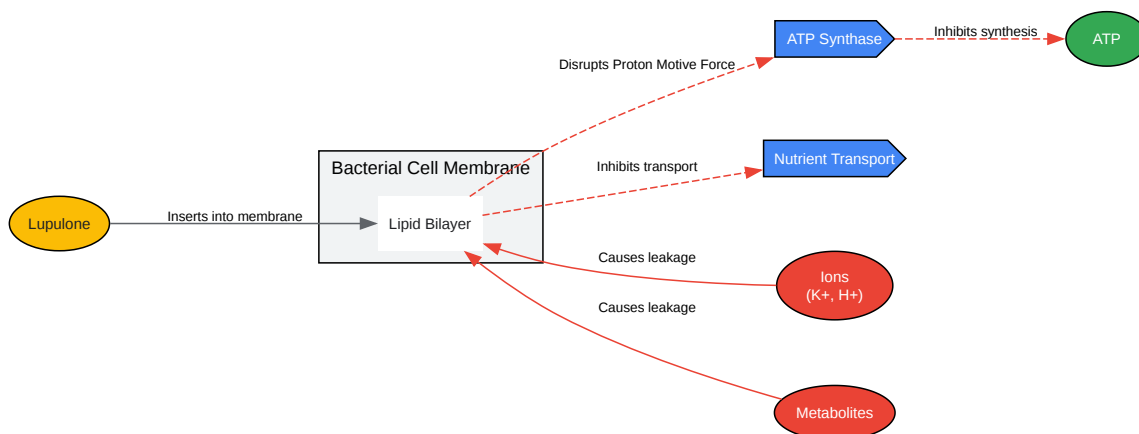 ATP Synthase
Inhibits synthesis
ATP
Disrupts Proton Motive Force
Bacterial Cell Membrane
Inhibits transport
Nutrient Transport
Lupulone
Inserts into membrane
Lipid Bilayer
Causes leakage
Ions
(K+, H+)
Causes leakage
Metabolites